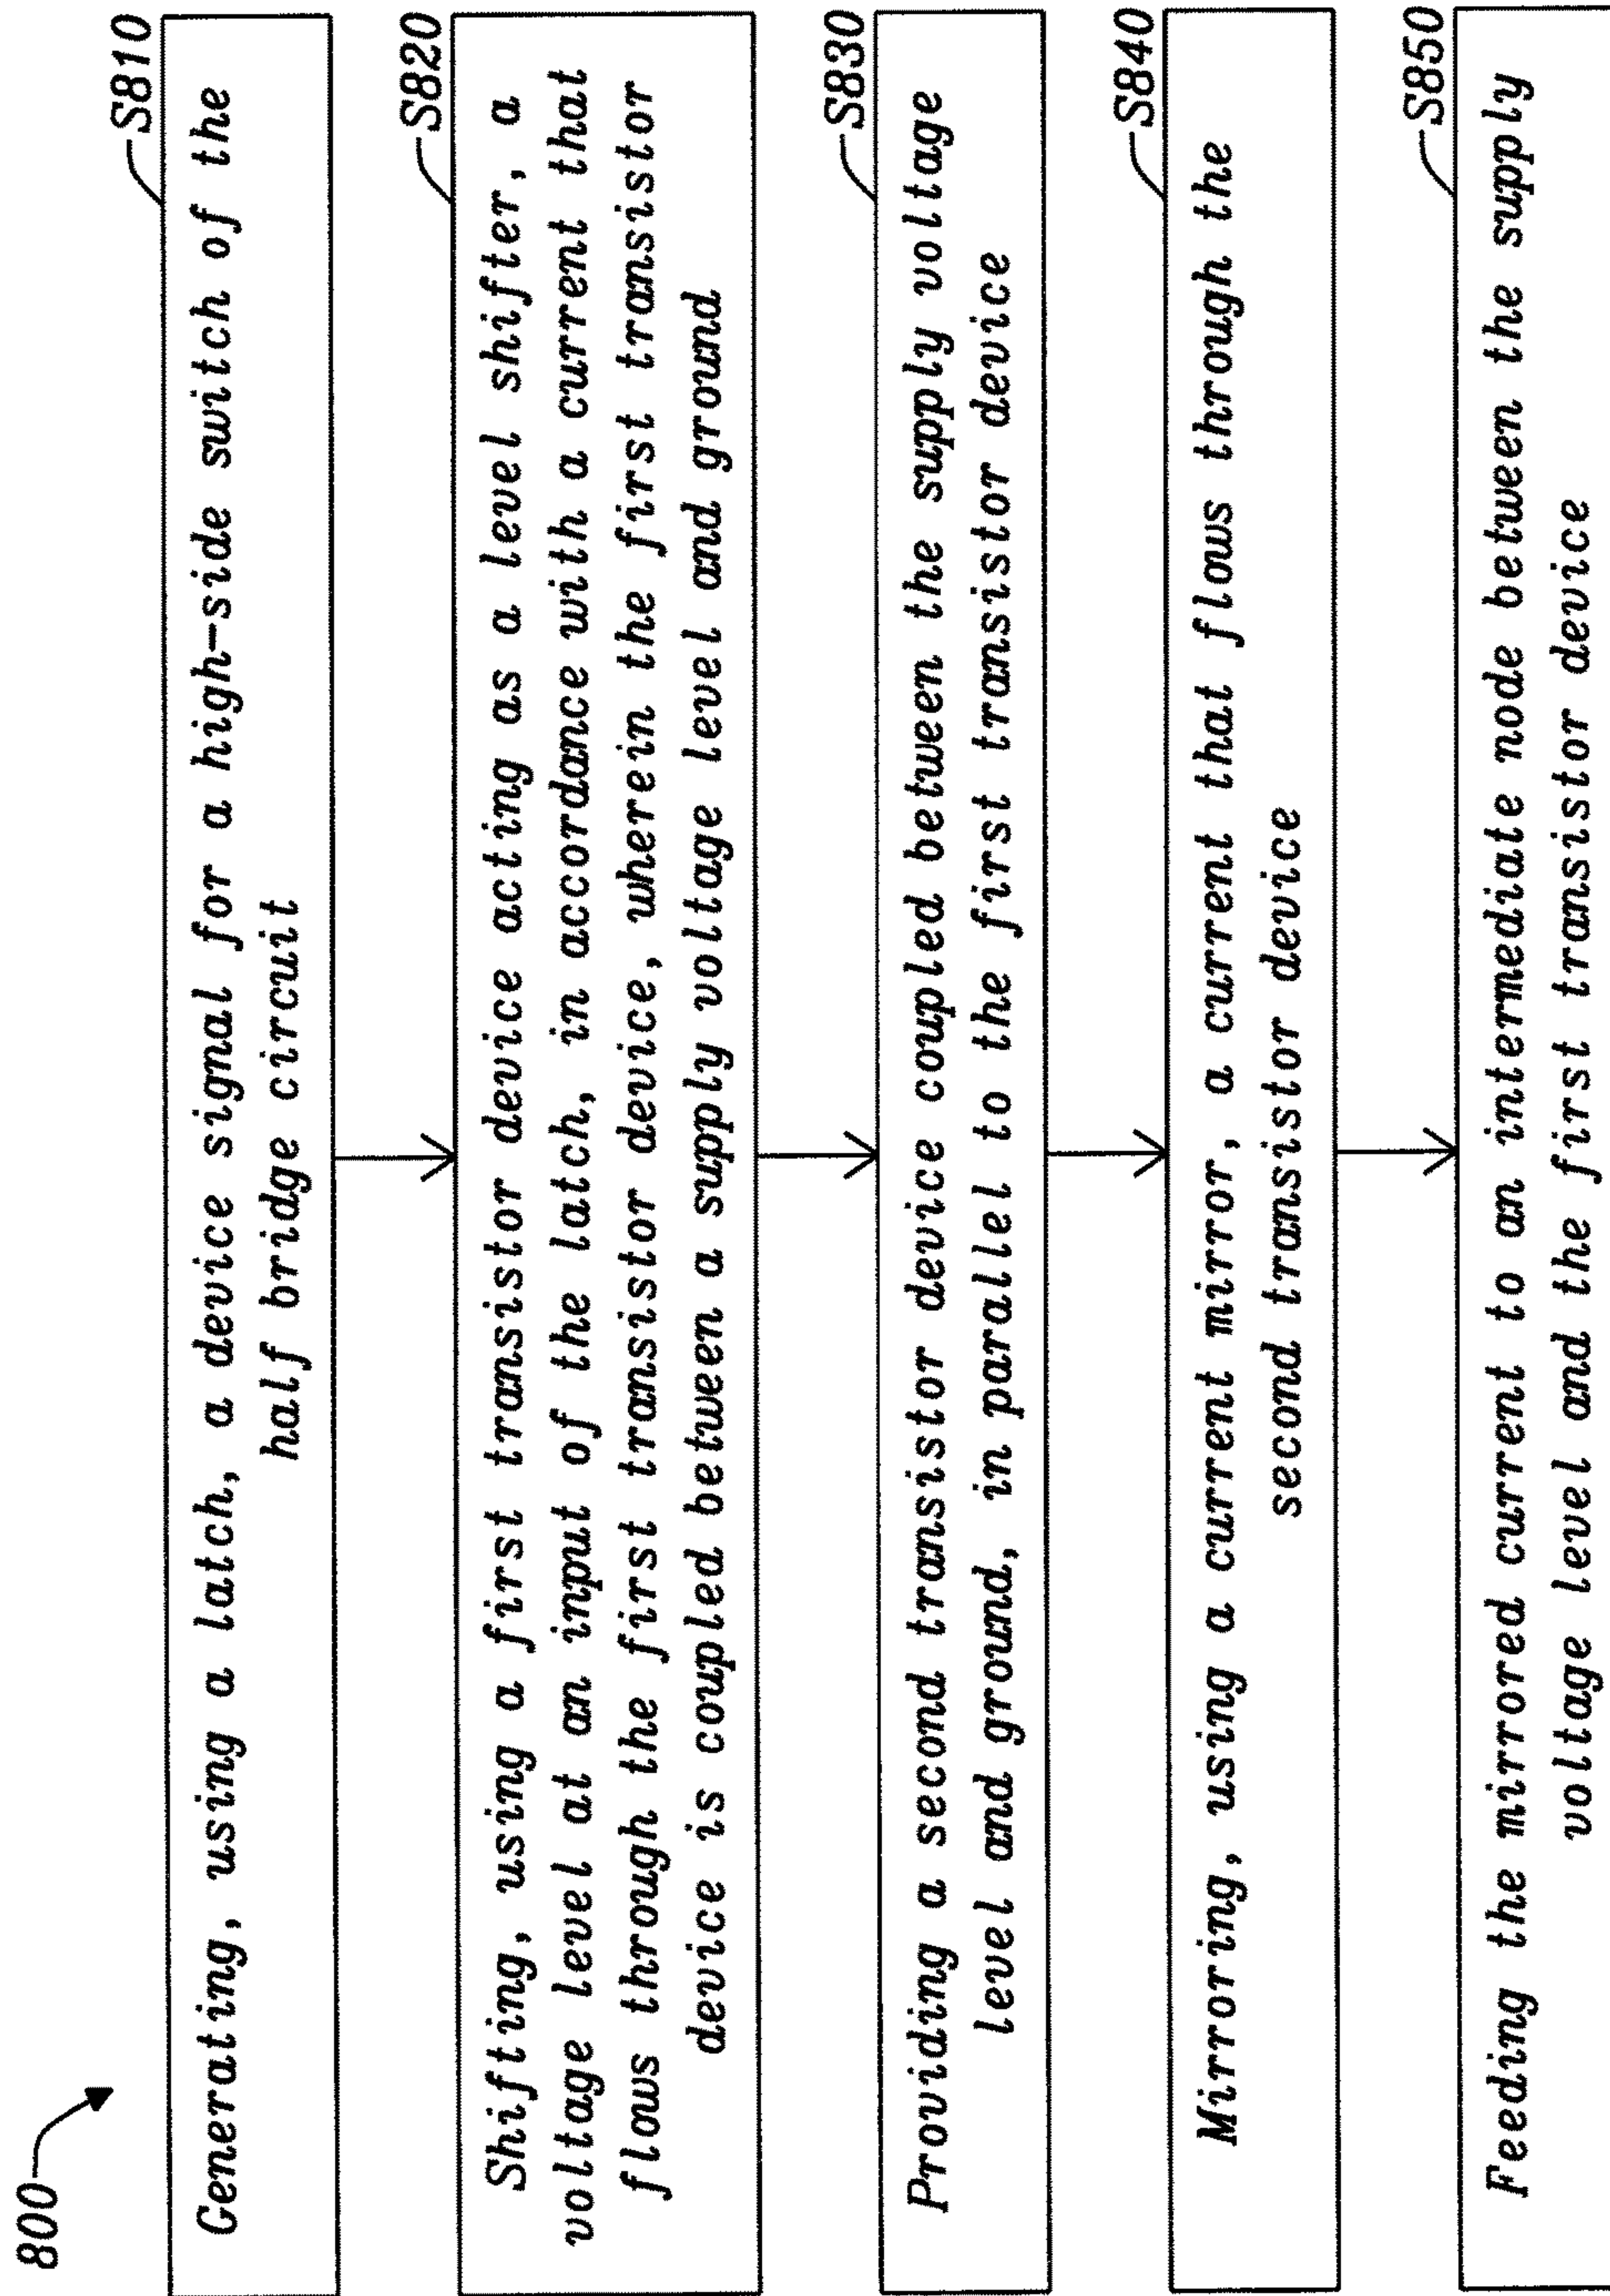 800
S810
Generating, using a latch, a device signal for a high-side switch of the
half bridge circuit
S820
Shifting, using a first transistor device acting as a level shifter, a
voltage level at an input of the latch, in accordance with a current that
flows through the first transistor device, wherein the first transistor
device is coupled between a supply voltage level and ground
S830
Providing a second transistor device coupled between the supply voltage
level and ground, in parallel to the first transistor device
S840
Mirroring, using a current mirror, a current that flows through the
second transistor device
S850
Feeding the mirrored current to an intermediate node between the supply
voltage level and the first transistor device